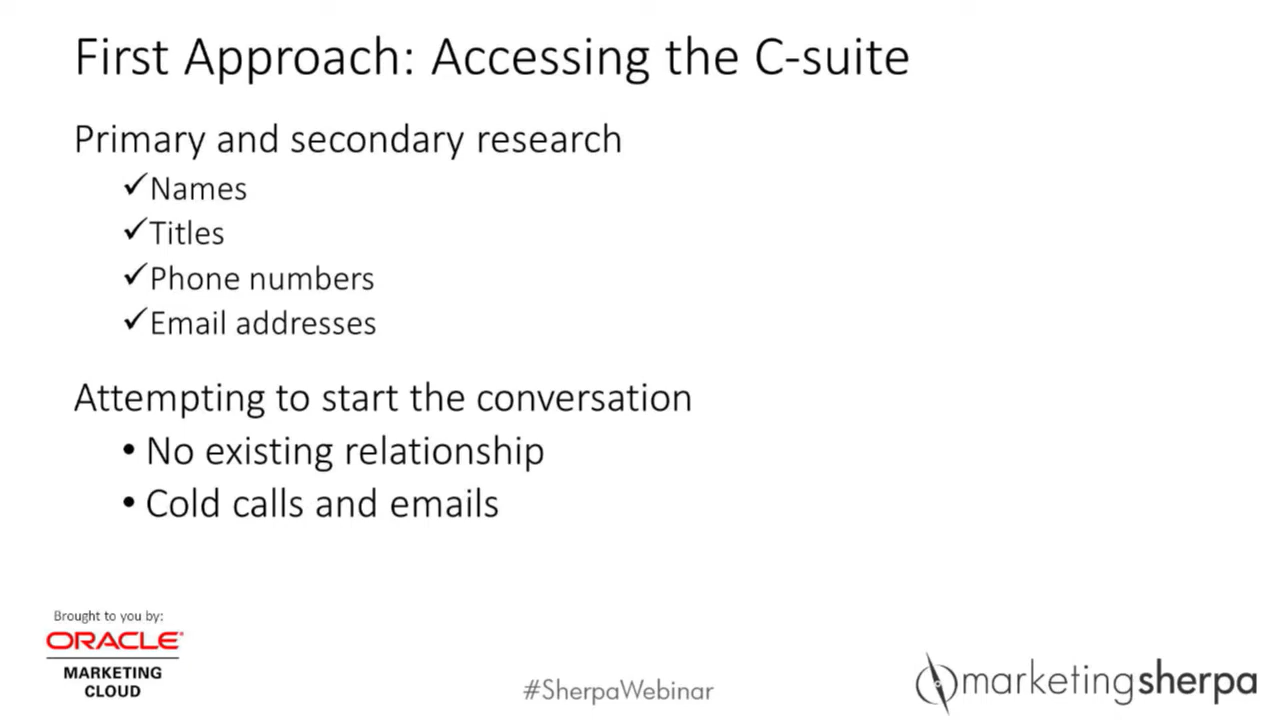 First Approach: Accessing the C-suite
Primary and secondary research
✓Names
✓Titles
✓Phone numbers
✓Email addresses
Attempting to start the conversation
• No existing relationship
• Cold calls and emails
Brought to you by:
ORACLE®
MARKETING
CLOUD
#SherpaWebinar
marketingsherpa